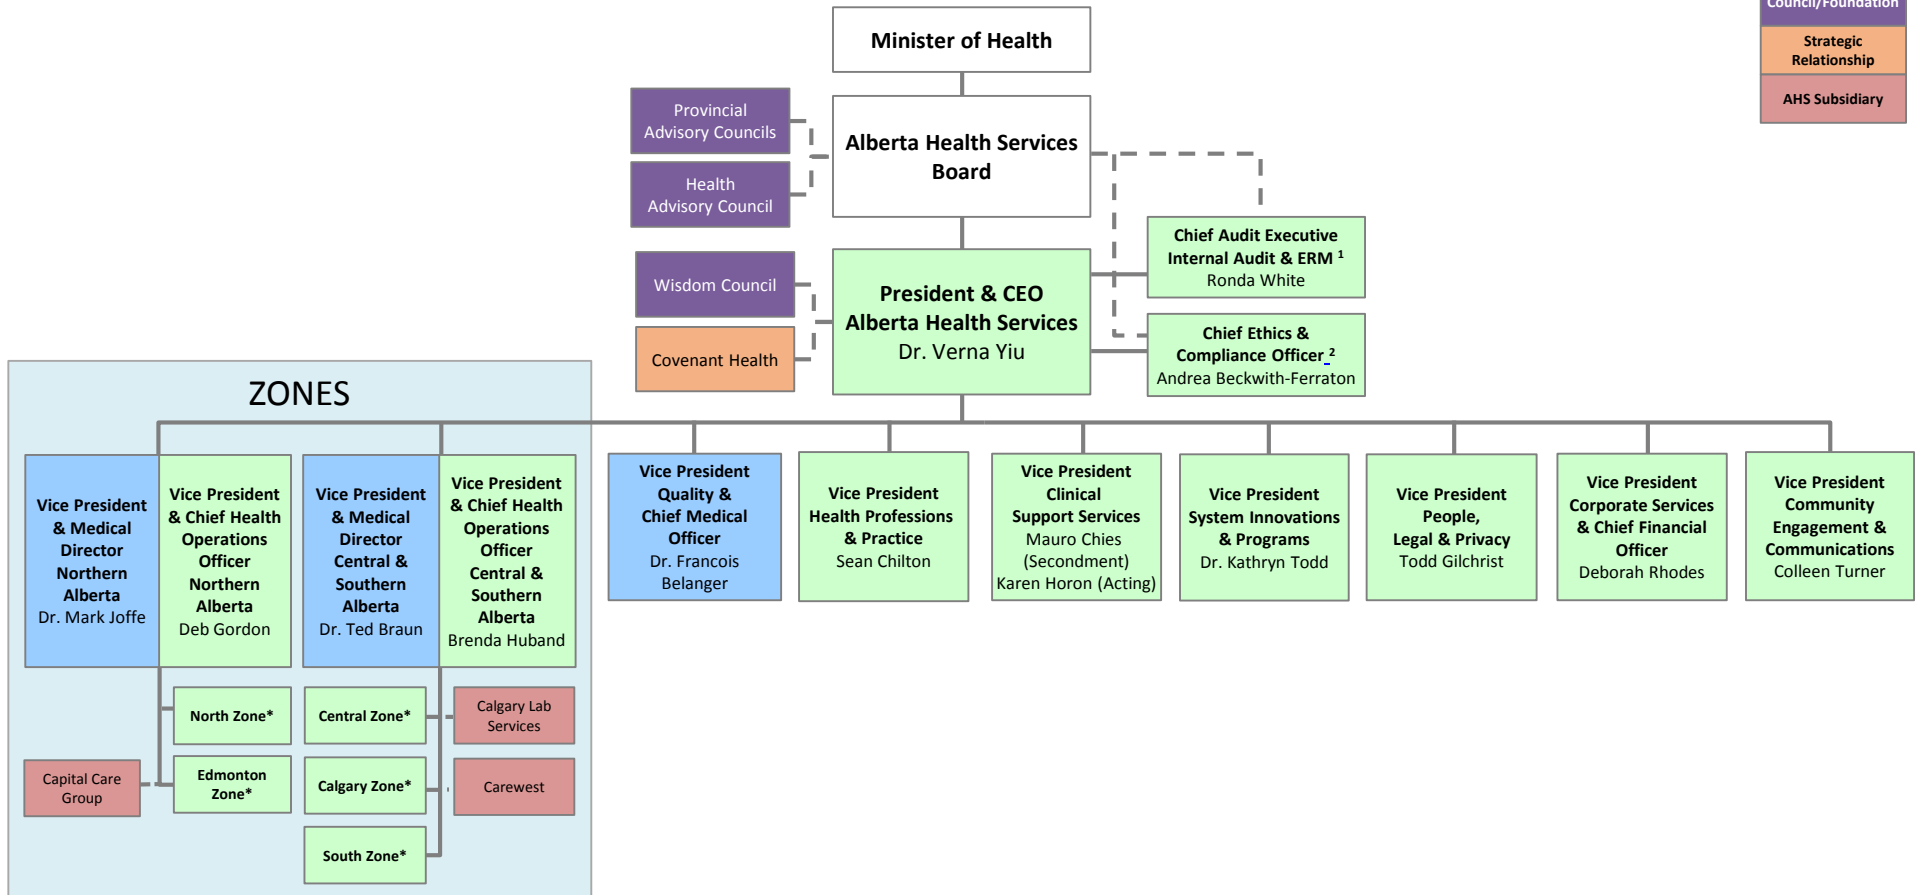 Council/Foundation
Strategic
Relationship
AHS Subsidiary
Minister of Health
Provincial
Advisory Councils
Health
Advisory Council
Alberta Health Services
Board
Chief Audit Executive
Internal Audit & ERM 1
Ronda White
Wisdom Council
Covenant Health
President & CEO
Alberta Health Services
Dr. Verna Yiu
Chief Ethics &
Compliance Officer 2
Andrea Beckwith-Ferraton
ZONES
Vice President
& Medical
Director
Northern
Alberta
Dr. Mark Joffe
Vice President
& Chief Health
Operations
Officer
Northern
Alberta
Deb Gordon
Vice President
& Medical
Director
Central &
Southern
Alberta
Dr. Ted Braun
Vice President
& Chief Health
Operations
Officer
Central &
Southern
Alberta
Brenda Huband
Vice President
Quality &
Chief Medical
Officer
Dr. Francois
Belanger
Vice President
Health Professions
& Practice
Sean Chilton
Vice President
Clinical
Support Services
Mauro Chies
(Secondment)
Karen Horon (Acting)
Vice President
System Innovations
& Programs
Dr. Kathryn Todd
Vice President
People,
Legal & Privacy
Todd Gilchrist
Vice President
Corporate Services
& Chief Financial
Officer
Deborah Rhodes
Vice President
Community
Engagement &
Communications
Colleen Turner
North Zone*
Capital Care
Group
Edmonton
Zone*
Central Zone*
Calgary Lab
Services
Calgary Zone*
Carewest
South Zone*